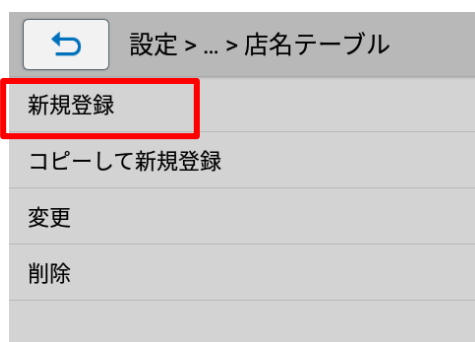 設定 > ... > 店名テーブル
新規登録
コピーして新規登録
変更
削除